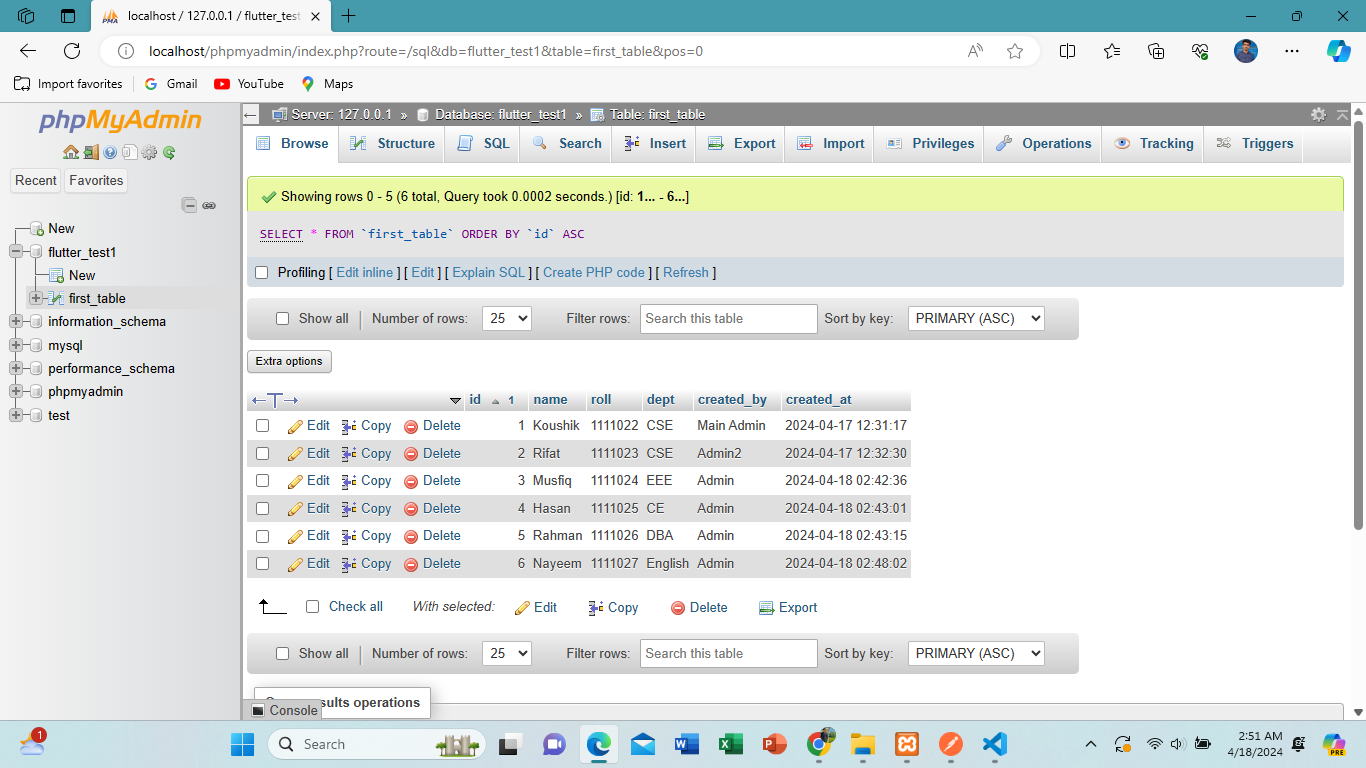 localhost / 127.0.0.1 / flutter_test
localhost/phpmyadmin/index.php?route=/sql&db=flutter_test1&table=first_table&pos=0
Import favorites Gmail YouTube Maps
phpMyAdmin
Recent Favorites
New
flutter_test1
New
first_table
information_schema
mysql
performance_schema
phpmyadmin
test
Server: 127.0.0.1 » Database: flutter_test1 » Table: first_table
Browse Structure SQL Search Insert Export Import Privileges Operations Tracking Triggers
Showing rows 0 - 5 (6 total, Query took 0.0002 seconds.) [id: 1... - 6...]
SELECT * FROM `first_table` ORDER BY `id` ASC
Profiling [ Edit inline ] [ Edit ] [ Explain SQL ] [ Create PHP code ] [ Refresh ]
Show all | Number of rows: 25 Filter rows: Search this table Sort by key: PRIMARY (ASC)
Extra options
←T→ id 1 name roll dept created_by created_at
Edit Copy Delete 1 Koushik 1111022 CSE Main Admin 2024-04-17 12:31:17
Edit Copy Delete 2 Rifat 1111023 CSE Admin2 2024-04-17 12:32:30
Edit Copy Delete 3 Musfiq 1111024 EEE Admin 2024-04-18 02:42:36
Edit Copy Delete 4 Hasan 1111025 CE Admin 2024-04-18 02:43:01
Edit Copy Delete 5 Rahman 1111026 DBA Admin 2024-04-18 02:43:15
Edit Copy Delete 6 Nayeem 1111027 English Admin 2024-04-18 02:48:02
Check all With selected: Edit Copy Delete Export
Show all | Number of rows: 25 Filter rows: Search this table Sort by key: PRIMARY (ASC)
operations
Console
1
Search
2:51 AM
4/18/2024
PRE